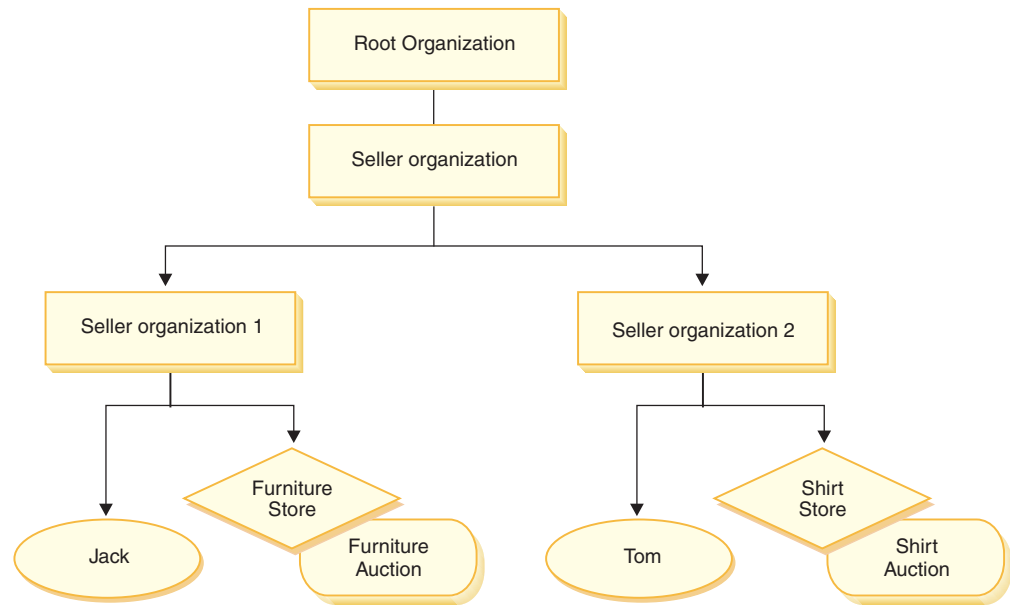 Root Organization
Seller organization
Seller organization 1
Seller organization 2
Furniture
Store
Shirt
Store
Jack
Furniture
Auction
Tom
Shirt
Auction